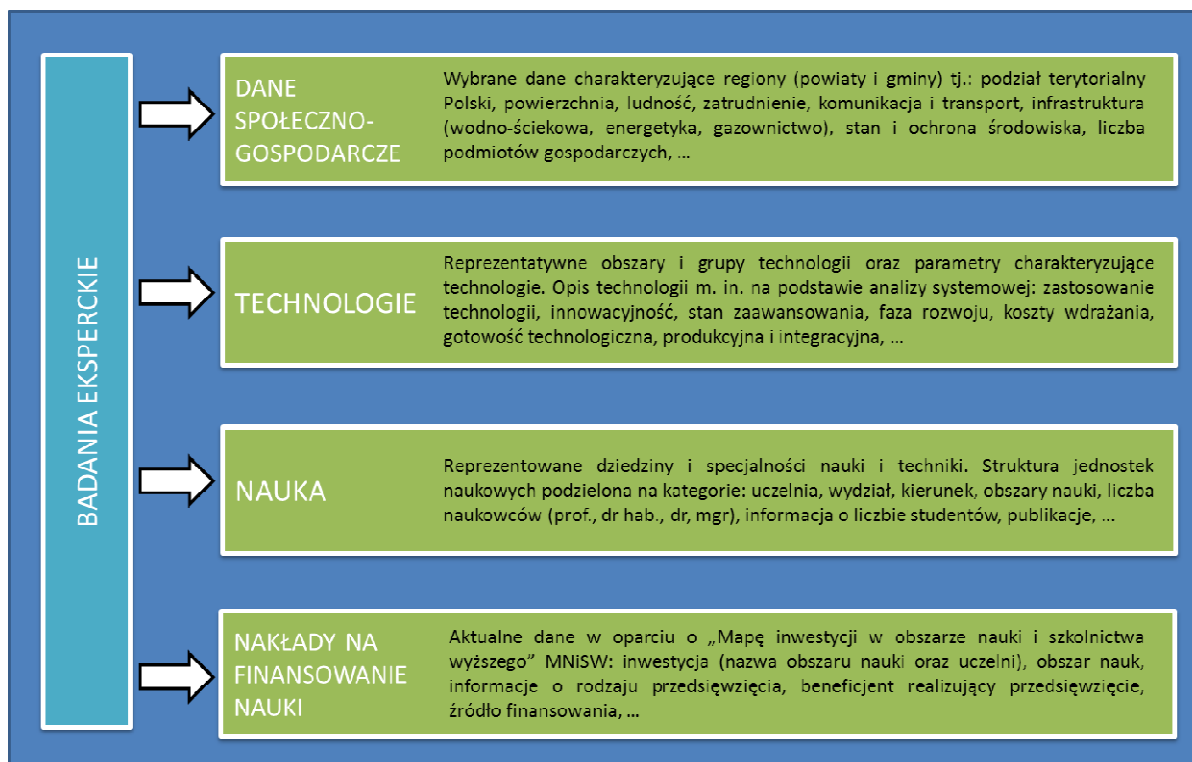 BADANIA EKSPERCKIE
DANE
SPOŁECZNO-
GOSPODARCZE
Wybrane dane charakteryzujące regiony (powiaty i gminy) tj.: podział terytorialny
Polski, powierzchnia, ludność, zatrudnienie, komunikacja i transport, infrastruktura
(wodno-ściekowa, energetyka, gazownictwo), stan i ochrona środowiska, liczba
podmiotów gospodarczych, ...
TECHNOLOGIE
Reprezentatywne obszary i grupy technologii oraz parametry charakteryzujące
technologie. Opis technologii m. in. na podstawie analizy systemowej: zastosowanie
technologii, innowacyjność, stan zaawansowania, faza rozwoju, koszty wdrażania,
gotowość technologiczna, produkcyjna i integracyjna, ...
NAUKA
Reprezentowane dziedziny i specjalności nauki i techniki. Struktura jednostek
naukowych podzielona na kategorie: uczelnia, wydział, kierunek, obszary nauki, liczba
naukowców (prof., dr hab., dr, mgr), informacja o liczbie studentów, publikacje, ...
NAKŁADY NA
FINANSOWANIE
NAUKI
Aktualne dane w oparciu o „Mapę inwestycji w obszarze nauki i szkolnictwa
wyższego” MNiSW: inwestycja (nazwa obszaru nauki oraz uczelni), obszar nauk,
informacje o rodzaju przedsięwzięcia, beneficjent realizujący przedsięwzięcie,
źródło finansowania, ...